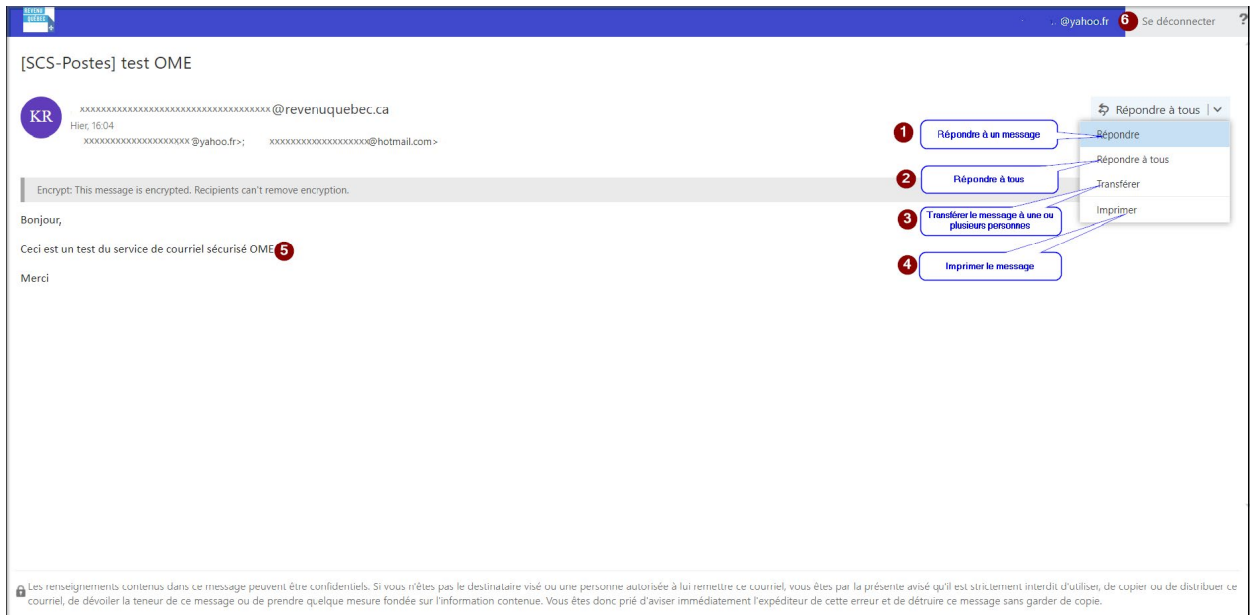 REVENU
QUÉBEC
@yahoo.fr 6 Se déconnecter ?
[SCS-Postes] test OME
KR
xxxxxxxxxxxxxxxxxxxxxxxxxxxxxxxxxxxx @revenuquebec.ca
Hier, 16:04
xxxxxxxxxxxxxxxxxxxx @yahoo.fr>; xxxxxxxxxxxxxxxxxxx@hotmail.com>
Répondre à tous
1 Répondre à un message
Répondre
2 Répondre à tous
Répondre à tous
3 Transférer le message à une ou
plusieurs personnes
Transférer
4 Imprimer le message
Imprimer
Encrypt: This message is encrypted. Recipients can't remove encryption.
Bonjour,
Ceci est un test du service de courriel sécurisé OME 5
Merci
Les renseignements contenus dans ce message peuvent être confidentiels. Si vous n'êtes pas le destinataire visé ou une personne autorisée à lui remettre ce courriel, vous êtes par la présente avisé qu'il est strictement interdit d'utiliser, de copier ou de distribuer ce
courriel, de dévoiler la teneur de ce message ou de prendre quelque mesure fondée sur l'information contenue. Vous êtes donc prié d'aviser immédiatement l'expéditeur de cette erreur et de détruire ce message sans garder de copie.